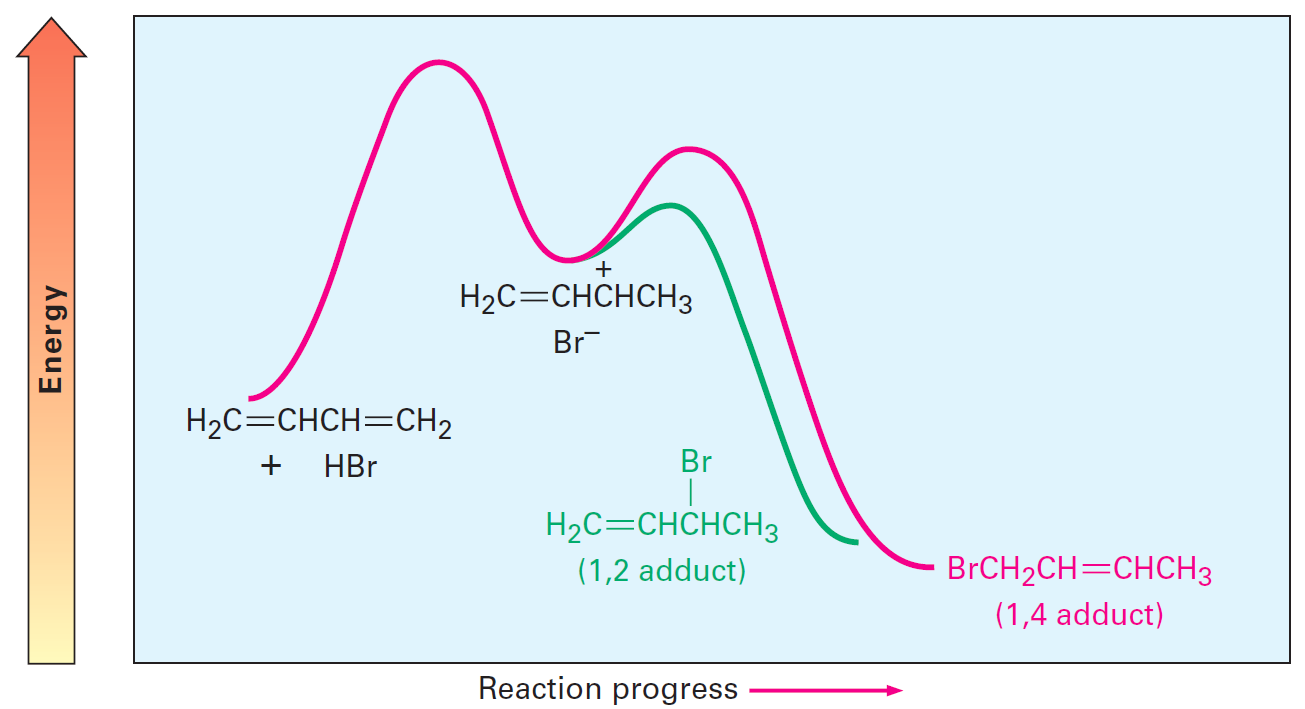 Energy
+
H₂C=CHCHCH₃
Br⁻
H₂C=CHCH=CH₂
+ HBr
Br
H₂C=CHCHCH₃
(1,2 adduct)
BrCH₂CH=CHCH₃
(1,4 adduct)
Reaction progress